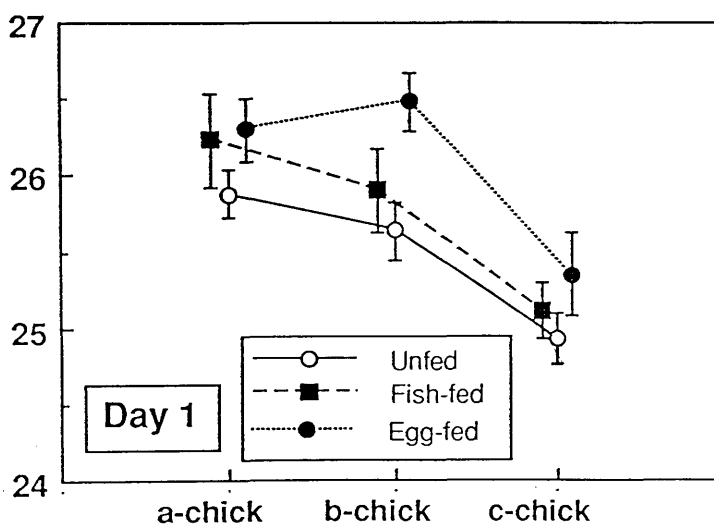 27
26
25
24
Unfed
Fish-fed
Egg-fed
Day 1
a-chick b-chick c-chick